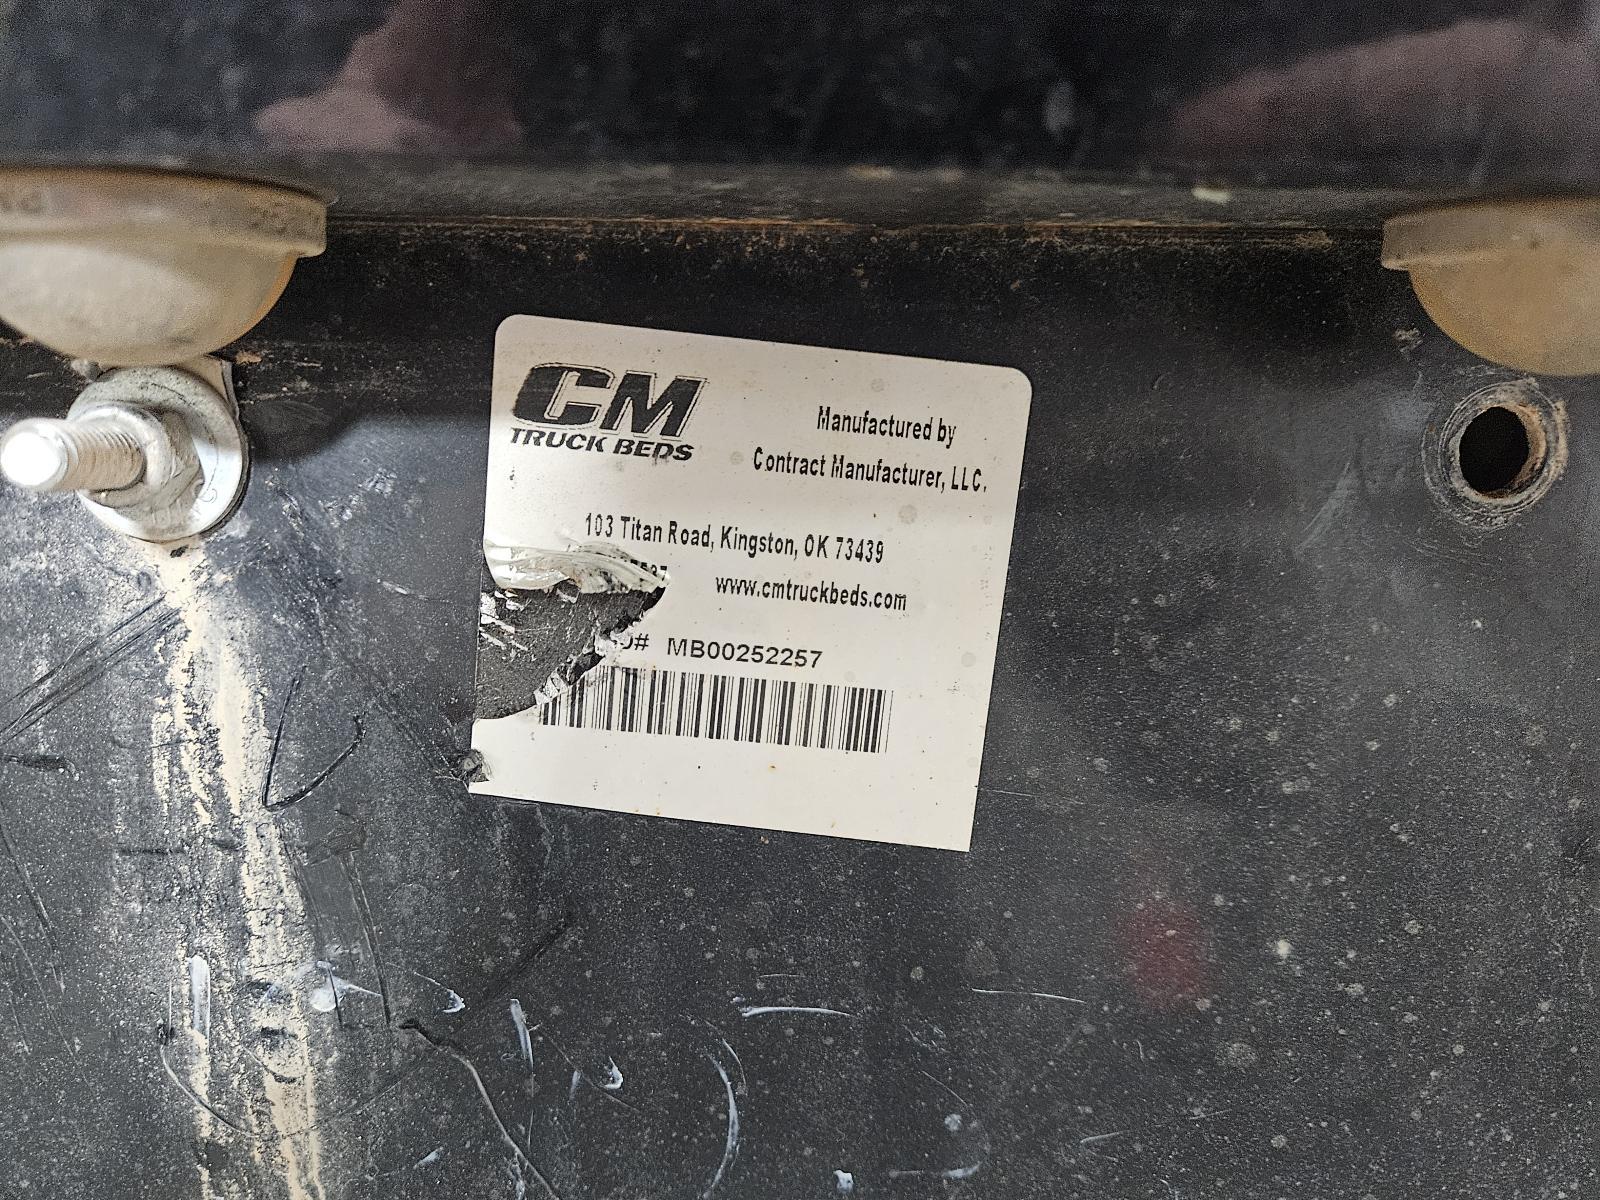 CM
TRUCK BEDS
Manufactured by
Contract Manufacturer, LLC.
103 Titan Road, Kingston, OK 73439
www.cmtruckbeds.com
MB00252257